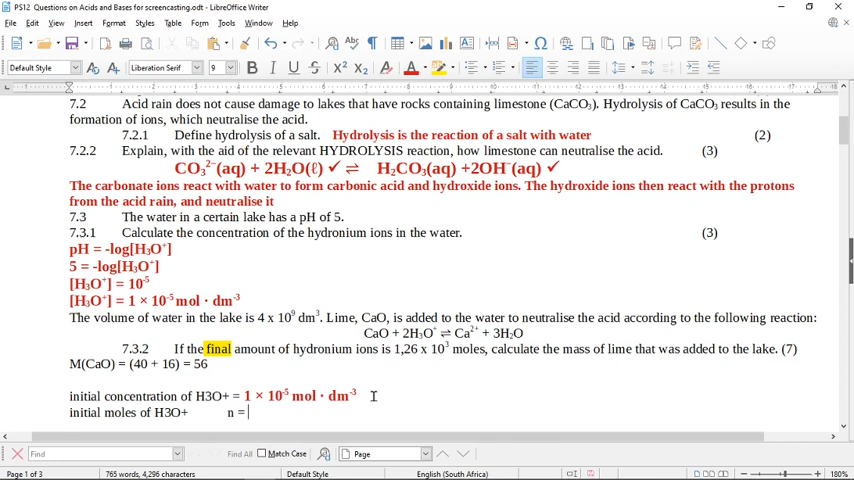 PS12 Questions on Acids and Bases for screencasting.odt - LibreOffice Writer
File Edit View Insert Format Styles Table Form Tools Window Help
Default Style Liberation Serif 9
7.2 Acid rain does not cause damage to lakes that have rocks containing limestone (CaCO₃). Hydrolysis of CaCO₃ results in the
formation of ions, which neutralise the acid.
7.2.1 Define hydrolysis of a salt. Hydrolysis is the reaction of a salt with water (2)
7.2.2 Explain, with the aid of the relevant HYDROLYSIS reaction, how limestone can neutralise the acid. (3)
CO₃²⁻(aq) + 2H₂O(ℓ) ✓ ⇌ H₂CO₃(aq) +2OH⁻(aq) ✓
The carbonate ions react with water to form carbonic acid and hydroxide ions. The hydroxide ions then react with the protons
from the acid rain, and neutralise it
7.3 The water in a certain lake has a pH of 5.
7.3.1 Calculate the concentration of the hydronium ions in the water. (3)
pH = -log[H₃O⁺]
5 = -log[H₃O⁺]
[H₃O⁺] = 10⁻⁵
[H₃O⁺] = 1 × 10⁻⁵ mol · dm⁻³
The volume of water in the lake is 4 x 10⁹ dm³. Lime, CaO, is added to the water to neutralise the acid according to the following reaction:
CaO + 2H₃O⁺ ⇌ Ca²⁺ + 3H₂O
7.3.2 If the final amount of hydronium ions is 1,26 x 10³ moles, calculate the mass of lime that was added to the lake. (7)
M(CaO) = (40 + 16) = 56
initial concentration of H3O+ = 1 × 10⁻⁵ mol · dm⁻³
initial moles of H3O+ n =
Find Find All Match Case Page
Page 1 of 3 765 words, 4,296 characters Default Style English (South Africa) 180%